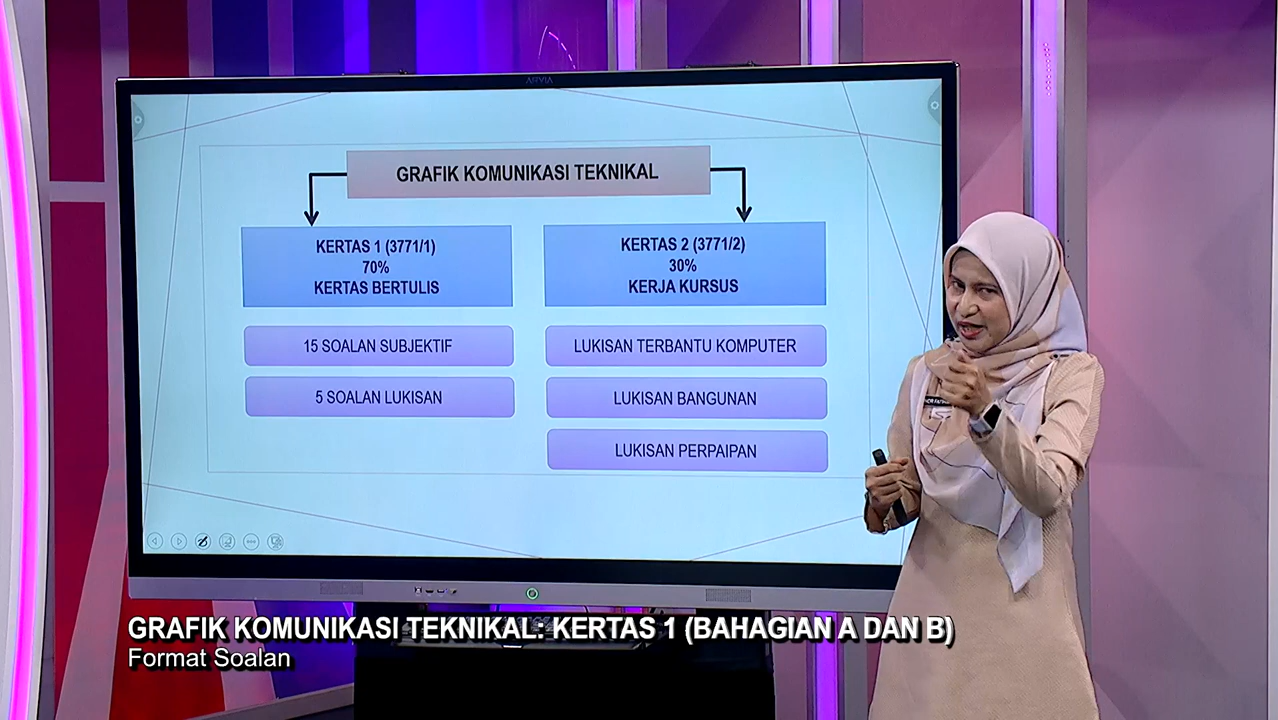 ARVIA
GRAFIK KOMUNIKASI TEKNIKAL
KERTAS 1 (3771/1)
70%
KERTAS BERTULIS
KERTAS 2 (3771/2)
30%
KERJA KURSUS
15 SOALAN SUBJEKTIF
5 SOALAN LUKISAN
LUKISAN TERBANTU KOMPUTER
LUKISAN BANGUNAN
LUKISAN PERPAIPAN
GRAFIK KOMUNIKASI TEKNIKAL: KERTAS 1 (BAHAGIAN A DAN B)
Format Soalan